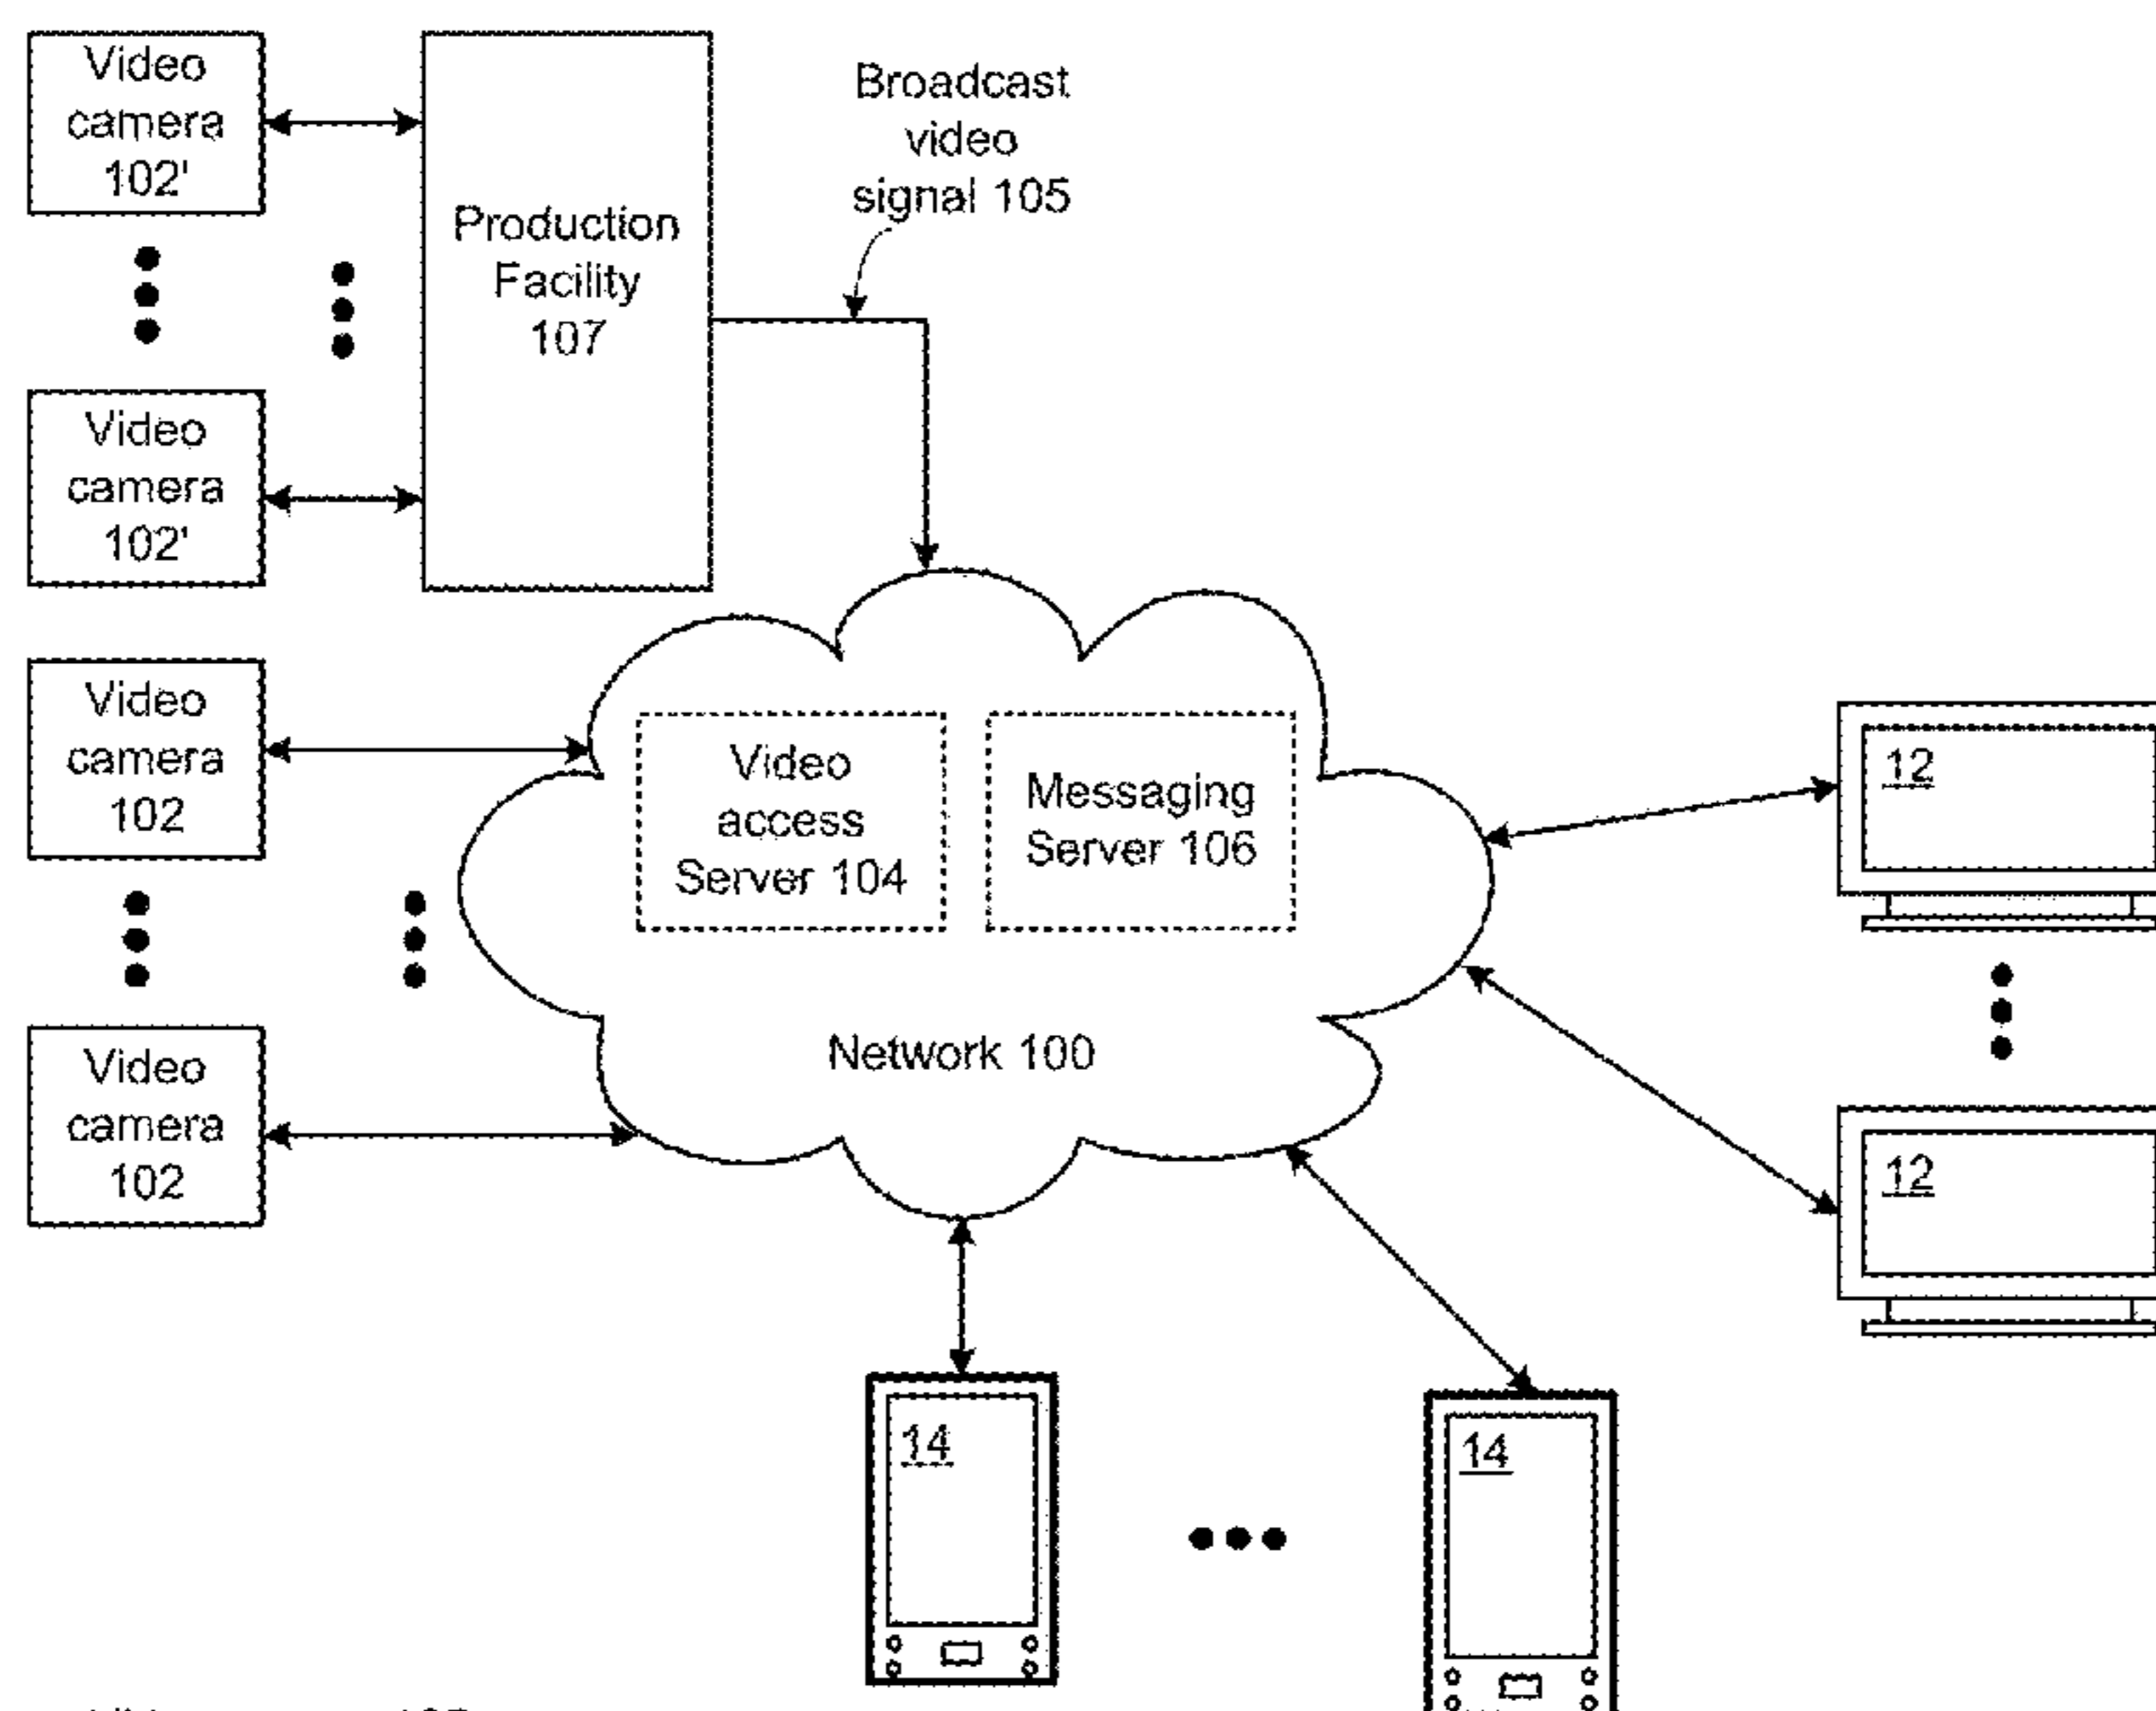 Video
camera
102'
Production
Facility
107
Broadcast
video
signal 105
Video
camera
102'
Video
camera
102
Video
access
Server 104
Messaging
Server 106
12
Network 100
Video
camera
102
12
14
14